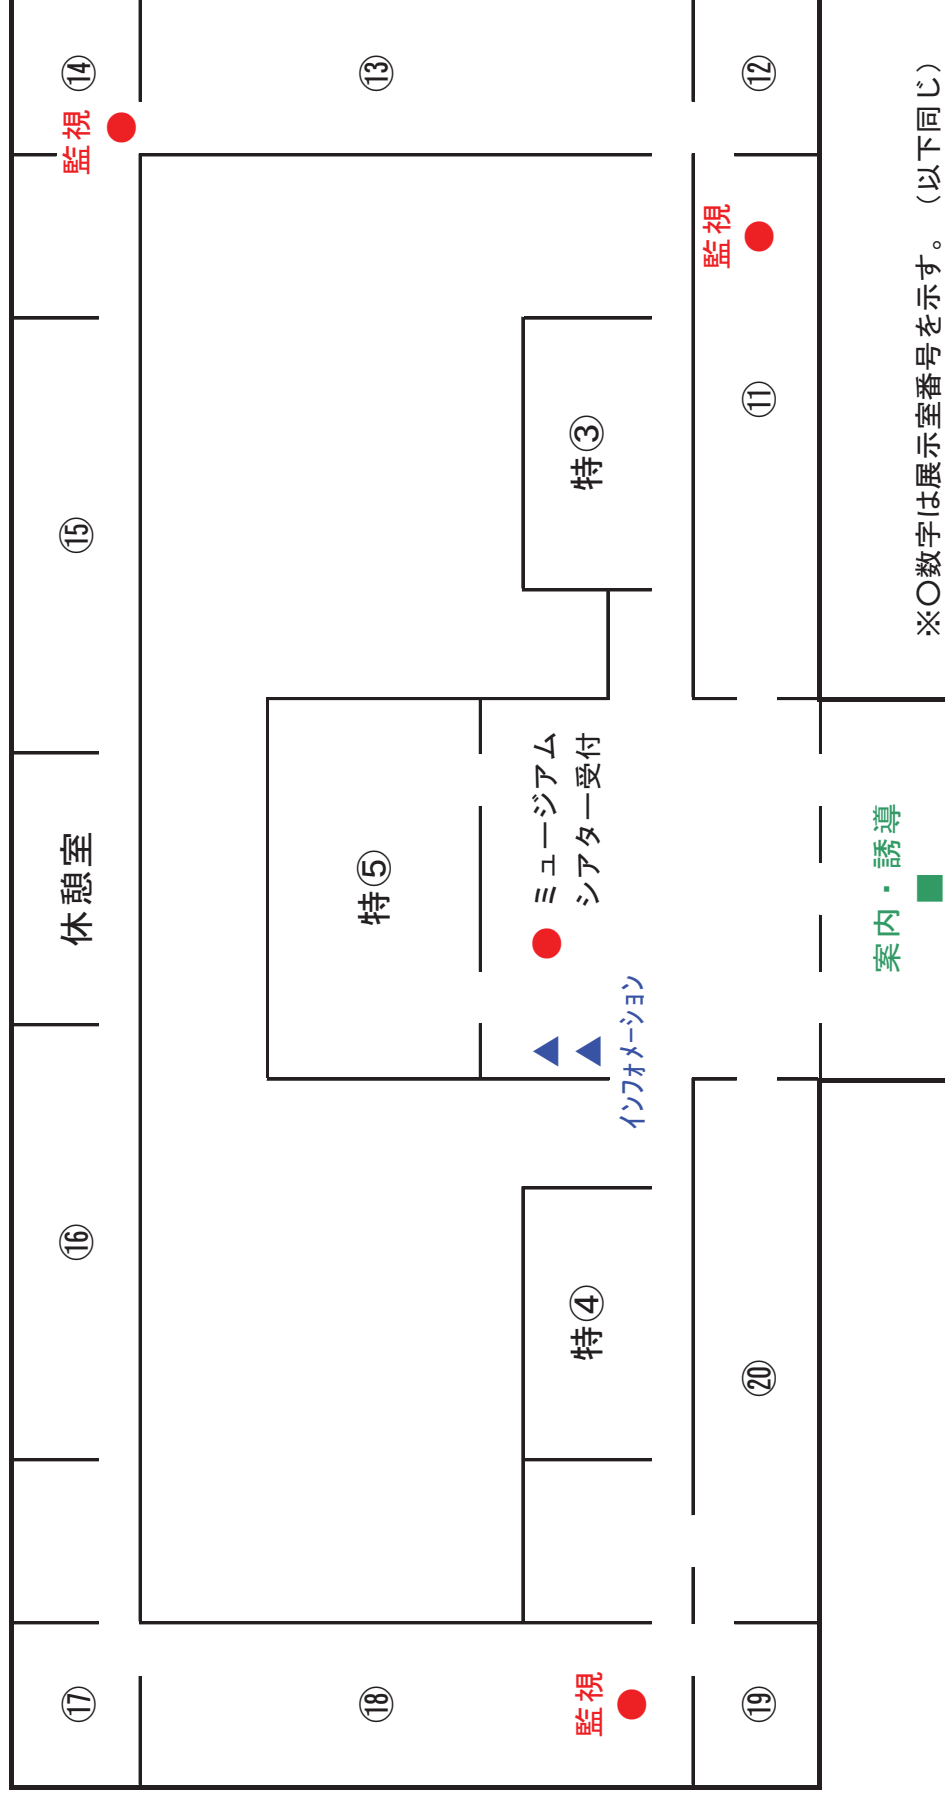 ⑰
⑯
休憩室
⑮
監視
⑭
⑱
特⑤
⑬
監視
特④
ミュージアム
シアター受付
特③
インフォメーション
監視
⑲
⑳
⑪
⑫
案内・誘導
※〇数字は展示室番号を示す。（以下同じ）